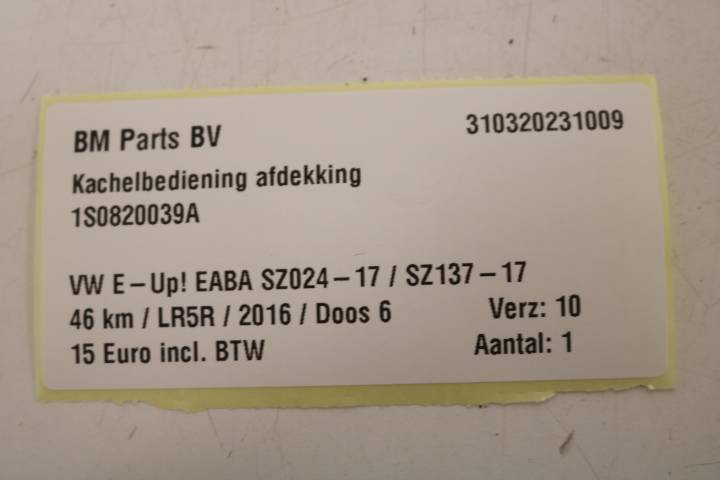 BM Parts BV 310320231009
Kachelbediening afdekking
1S0820039A
VW E-Up! EABA SZ024-17 / SZ137-17
46 km / LR5R / 2016 / Doos 6 Verz: 10
15 Euro incl. BTW Aantal: 1